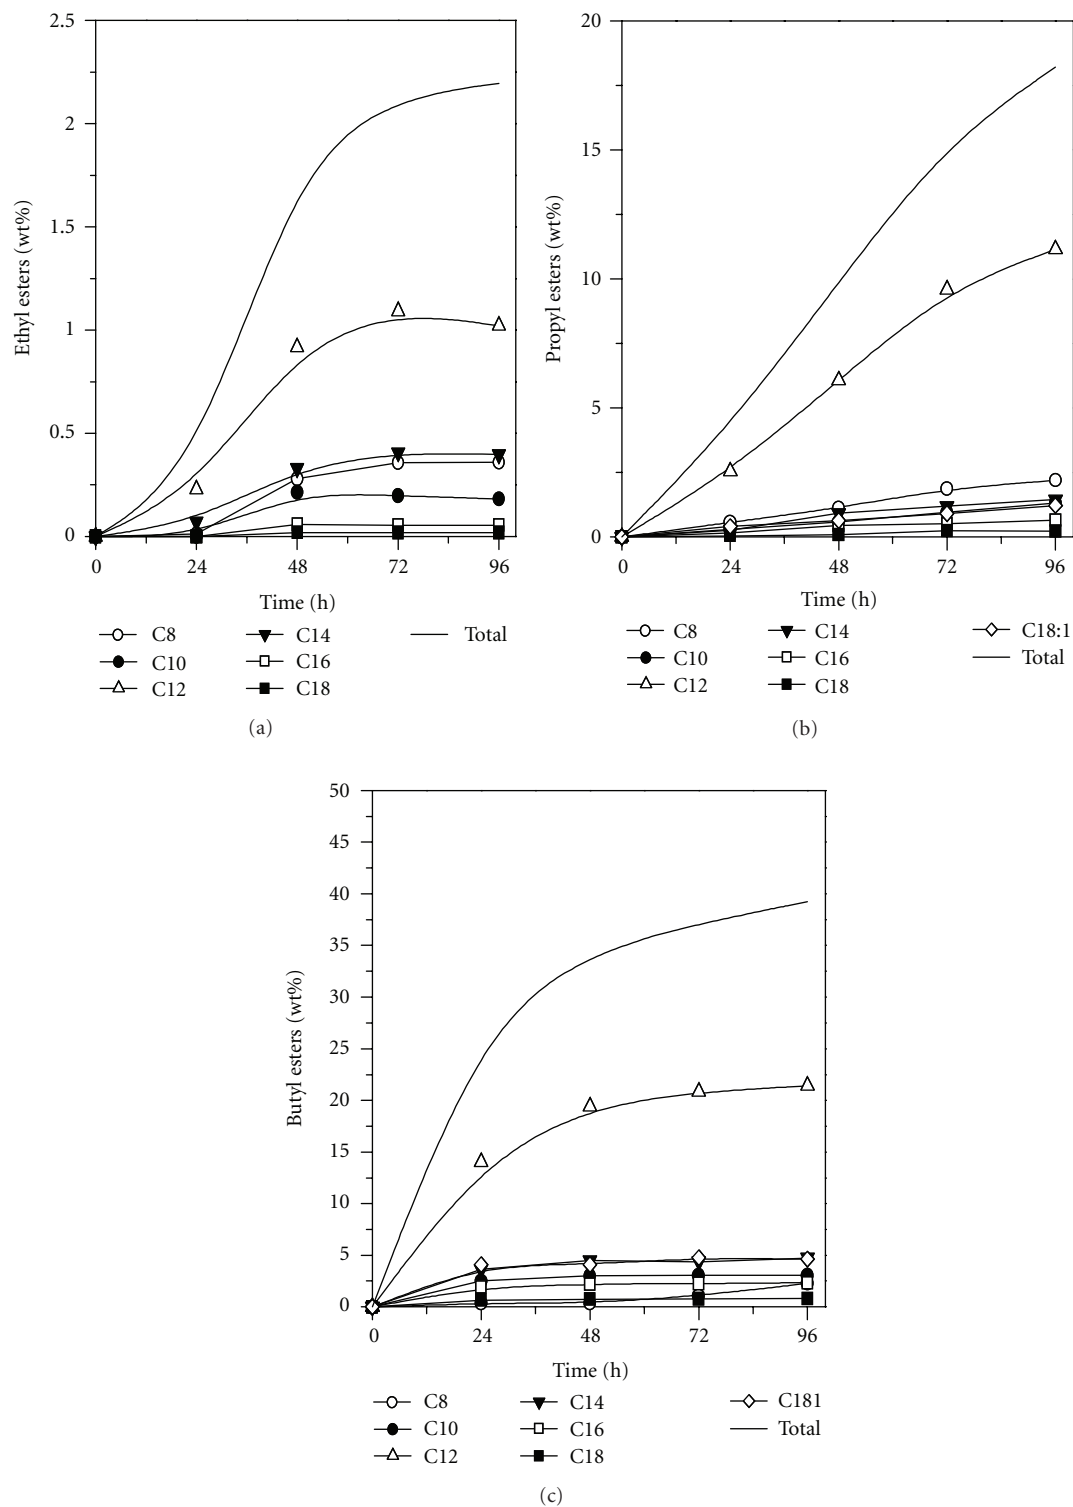 2.5
2
1.5
1
0.5
0
Ethyl esters (wt%)
0 24 48 72 96
Time (h)
C8 C14 Total
C10 C16
C12 C18
(a)
20
15
10
5
0
Propyl esters (wt%)
0 24 48 72 96
Time (h)
C8 C14 C18:1
C10 C16 Total
C12 C18
(b)
50
45
40
35
30
25
20
15
10
5
0
Butyl esters (wt%)
0 24 48 72 96
Time (h)
C8 C14 C181
C10 C16 Total
C12 C18
(c)